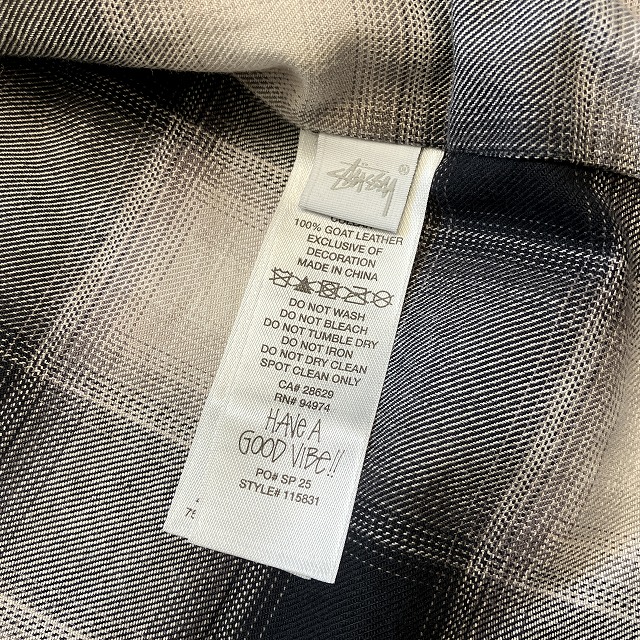 Stüssy®
100% GOAT LEATHER
EXCLUSIVE OF
DECORATION
MADE IN CHINA
DO NOT WASH
DO NOT BLEACH
DO NOT TUMBLE DRY
DO NOT IRON
DO NOT DRY CLEAN
SPOT CLEAN ONLY
CA# 28629
RN# 94974
HAVE A
GOOD VIBE!!
PO# SP 25
STYLE# 115831